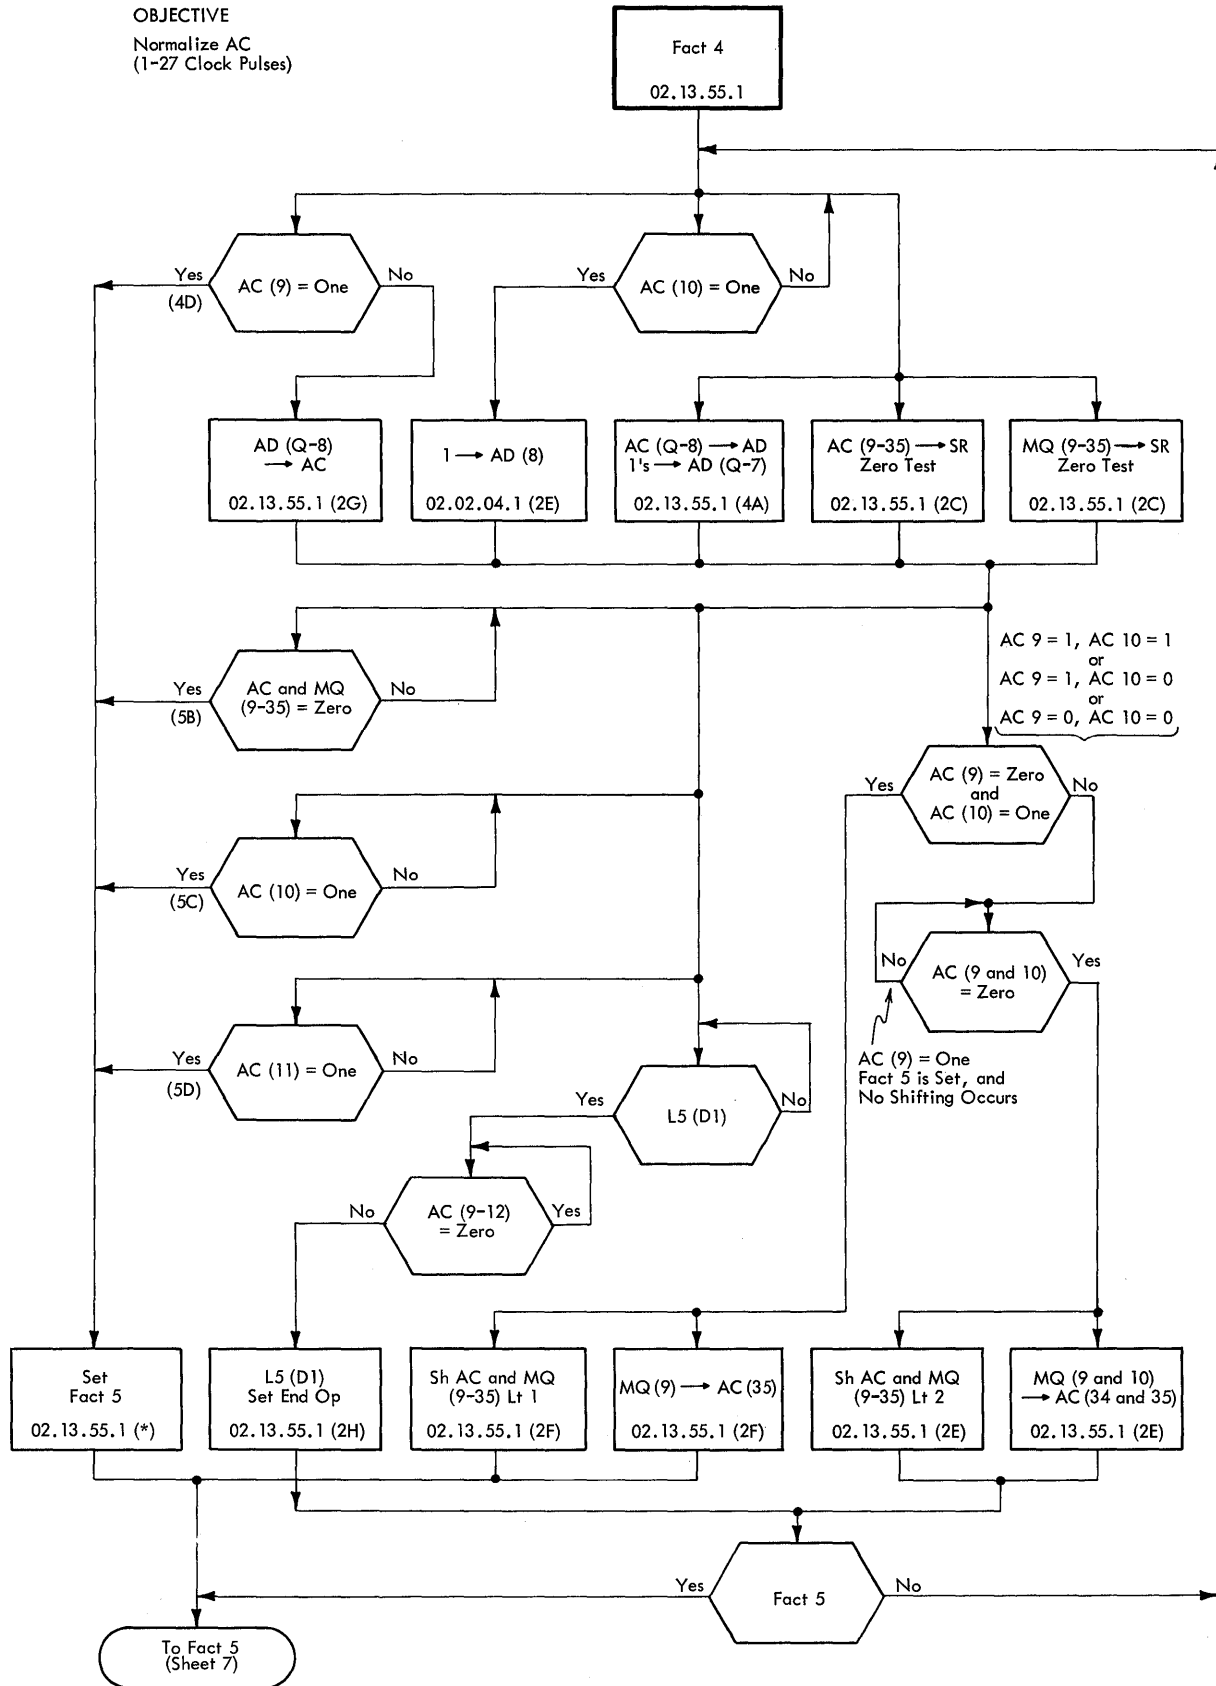 OBJECTIVE
Normalize AC
(1-27 Clock Pulses)
Fact 4
02.13.55.1
Yes
(4D)
AC (9) = One
No
Yes
AC (10) = One
No
AD (Q-8)
→ AC
02.13.55.1 (2G)
1 → AD (8)
02.02.04.1 (2E)
AC (Q-8) → AD
1's → AD (Q-7)
02.13.55.1 (4A)
AC (9-35) → SR
Zero Test
02.13.55.1 (2C)
MQ (9-35) → SR
Zero Test
02.13.55.1 (2C)
Yes
(5B)
AC and MQ
(9-35) = Zero
No
AC 9 = 1, AC 10 = 1
or
AC 9 = 1, AC 10 = 0
or
AC 9 = 0, AC 10 = 0
Yes
AC (9) = Zero
and
AC (10) = One
No
Yes
(5C)
AC (10) = One
No
No
AC (9 and 10)
= Zero
Yes
AC (9) = One
Fact 5 is Set, and
No Shifting Occurs
Yes
(5D)
AC (11) = One
No
Yes
L5 (D1)
No
No
AC (9-12)
= Zero
Yes
Set
Fact 5
02.13.55.1 (*)
L5 (D1)
Set End Op
02.13.55.1 (2H)
Sh AC and MQ
(9-35) Lt 1
02.13.55.1 (2F)
MQ (9) → AC (35)
02.13.55.1 (2F)
Sh AC and MQ
(9-35) Lt 2
02.13.55.1 (2E)
MQ (9 and 10)
→ AC (34 and 35)
02.13.55.1 (2E)
Yes
Fact 5
No
To Fact 5
(Sheet 7)